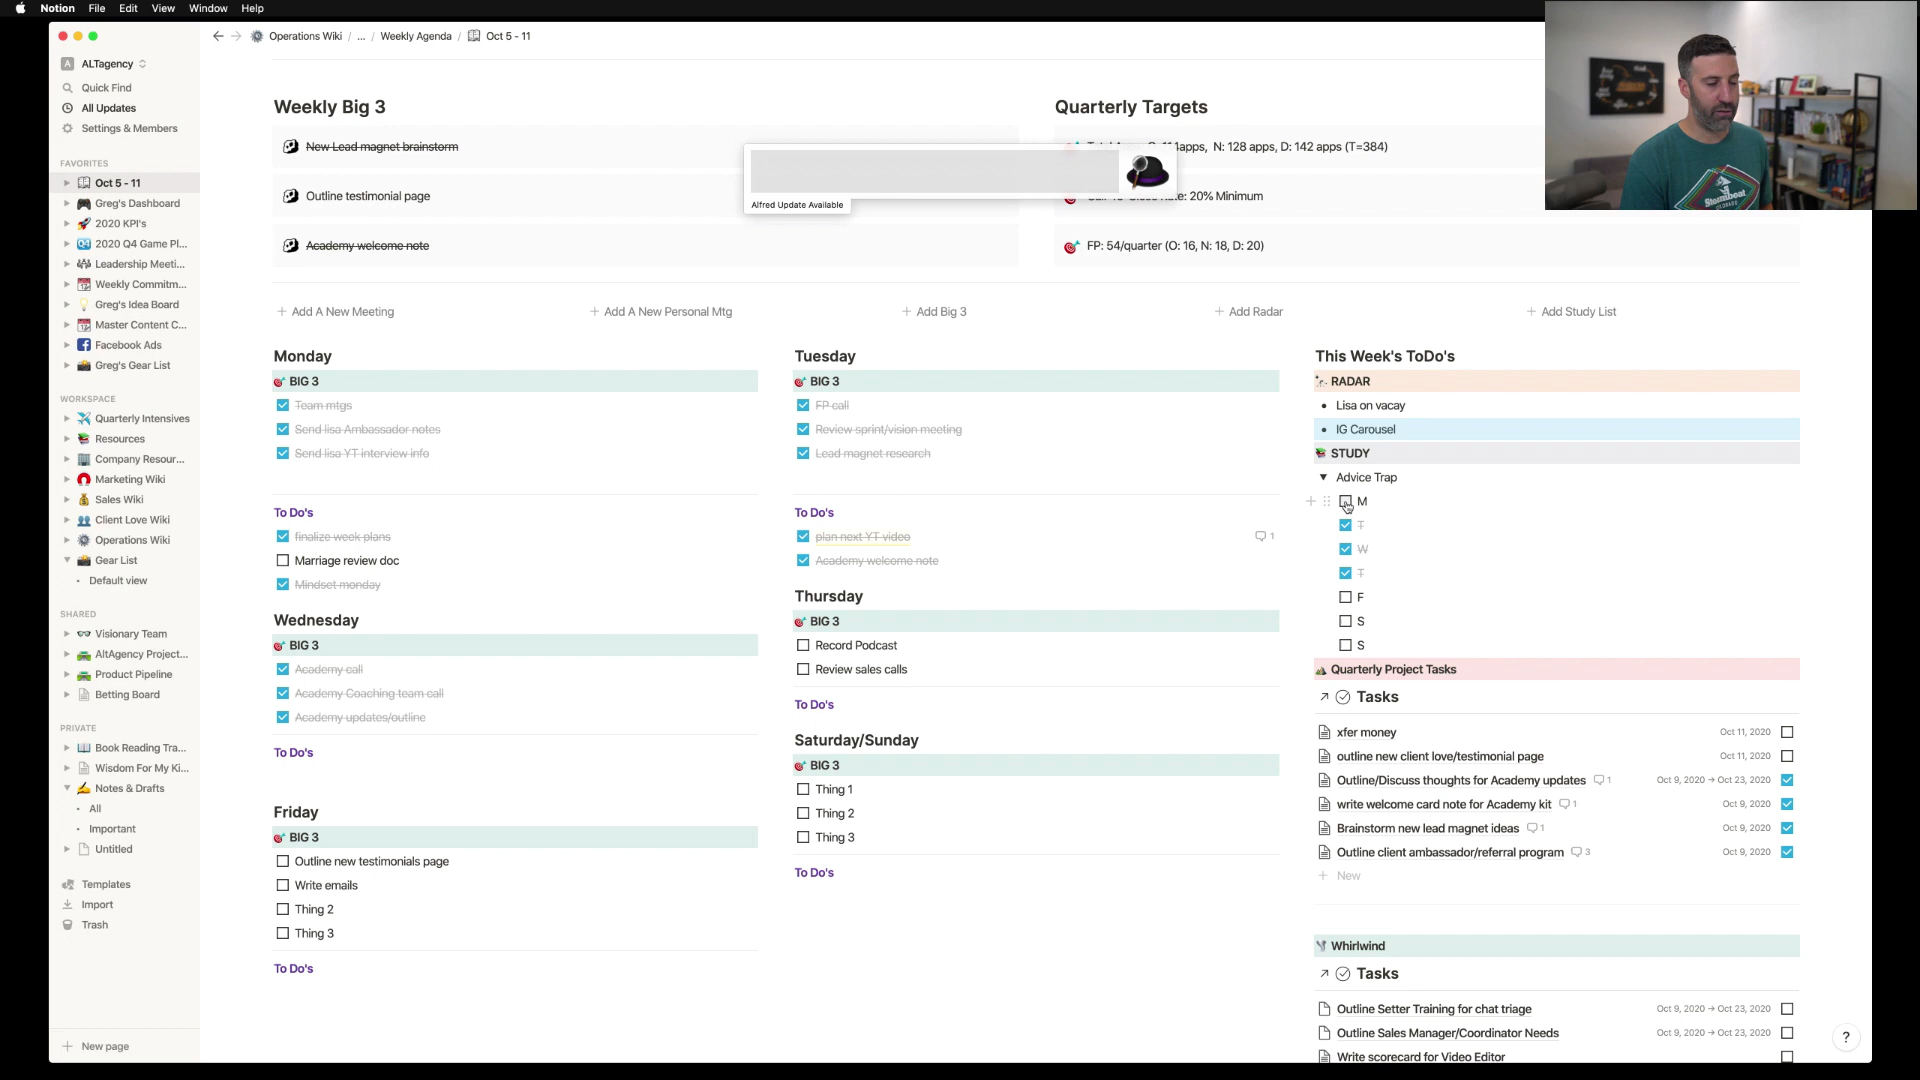 Notion File Edit View Window Help
ALTagency
Quick Find
All Updates
Settings & Members
FAVORITES
Oct 5 - 11
Greg's Dashboard
2020 KPI's
2020 Q4 Game Pl...
Leadership Meeti...
Weekly Commitm...
Greg's Idea Board
Master Content C...
Facebook Ads
Greg's Gear List
WORKSPACE
Quarterly Intensives
Resources
Company Resour...
Marketing Wiki
Sales Wiki
Client Love Wiki
Operations Wiki
Gear List
Default view
SHARED
Visionary Team
AltAgency Project...
Product Pipeline
Betting Board
PRIVATE
Book Reading Tra...
Wisdom For My Ki...
Notes & Drafts
All
Important
Untitled
Templates
Import
Trash
New page
Operations Wiki / ... / Weekly Agenda / Oct 5 - 11
Weekly Big 3
New Lead magnet brainstorm
Outline testimonial page
Academy welcome note
Quarterly Targets
apps, N: 128 apps, D: 142 apps (T=384)
Rate: 20% Minimum
FP: 54/quarter (O: 16, N: 18, D: 20)
Alfred Update Available
Add A New Meeting
Add A New Personal Mtg
Add Big 3
Add Radar
Add Study List
Monday
BIG 3
Team mtgs
Send lisa Ambassador notes
Send lisa YT interview info
To Do's
finalize week plans
Marriage review doc
Mindset monday
Wednesday
BIG 3
Academy call
Academy Coaching team call
Academy updates/outline
To Do's
Friday
BIG 3
Outline new testimonials page
Write emails
Thing 2
Thing 3
To Do's
Tuesday
BIG 3
FP call
Review sprint/vision meeting
Lead magnet research
To Do's
plan next YT video 1
Academy welcome note
Thursday
BIG 3
Record Podcast
Review sales calls
To Do's
Saturday/Sunday
BIG 3
Thing 1
Thing 2
Thing 3
To Do's
This Week's ToDo's
RADAR
• Lisa on vacay
• IG Carousel
STUDY
Advice Trap
M
T
W
T
F
S
S
Quarterly Project Tasks
Tasks
xfer money Oct 11, 2020
outline new client love/testimonial page Oct 11, 2020
Outline/Discuss thoughts for Academy updates 1 Oct 9, 2020 → Oct 23, 2020
write welcome card note for Academy kit 1 Oct 9, 2020
Brainstorm new lead magnet ideas 1 Oct 9, 2020
Outline client ambassador/referral program 3 Oct 9, 2020
New
Whirlwind
Tasks
Outline Setter Training for chat triage Oct 9, 2020 → Oct 23, 2020
Outline Sales Manager/Coordinator Needs Oct 9, 2020 → Oct 23, 2020
Write scorecard for Video Editor
?
Steamboat
COLORADO